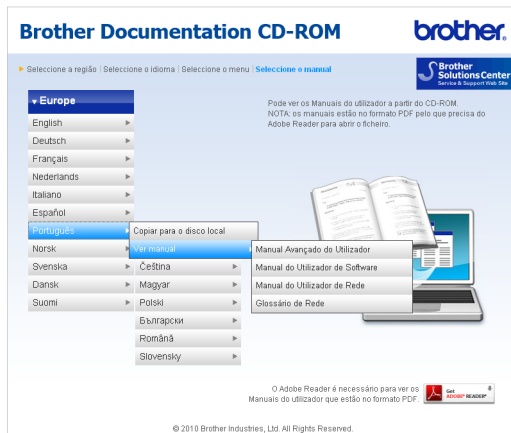 Brother Documentation CD-ROM
brother.
Seleccione a região | Seleccione o idioma | Seleccione o menu | Seleccione o manual
Brother
Solutions Center
Service & Support Web Site
Europe
Pode ver os Manuais do utilizador a partir do CD-ROM.
NOTA: os manuais estão no formato PDF pelo que precisa do
Adobe Reader para abrir o ficheiro.
English
Deutsch
Français
Nederlands
Italiano
Español
Português
Copiar para o disco local
Norsk
Ver manual
Manual Avançado do Utilizador
Svenska
Čeština
Manual do Utilizador de Software
Dansk
Magyar
Manual do Utilizador de Rede
Suomi
Polski
Glossário de Rede
Български
Română
Slovensky
O Adobe Reader é necessário para ver os
Manuais do utilizador que estão no formato PDF.
Get
ADOBE® READER®
© 2010 Brother Industries, Ltd. All Rights Reserved.